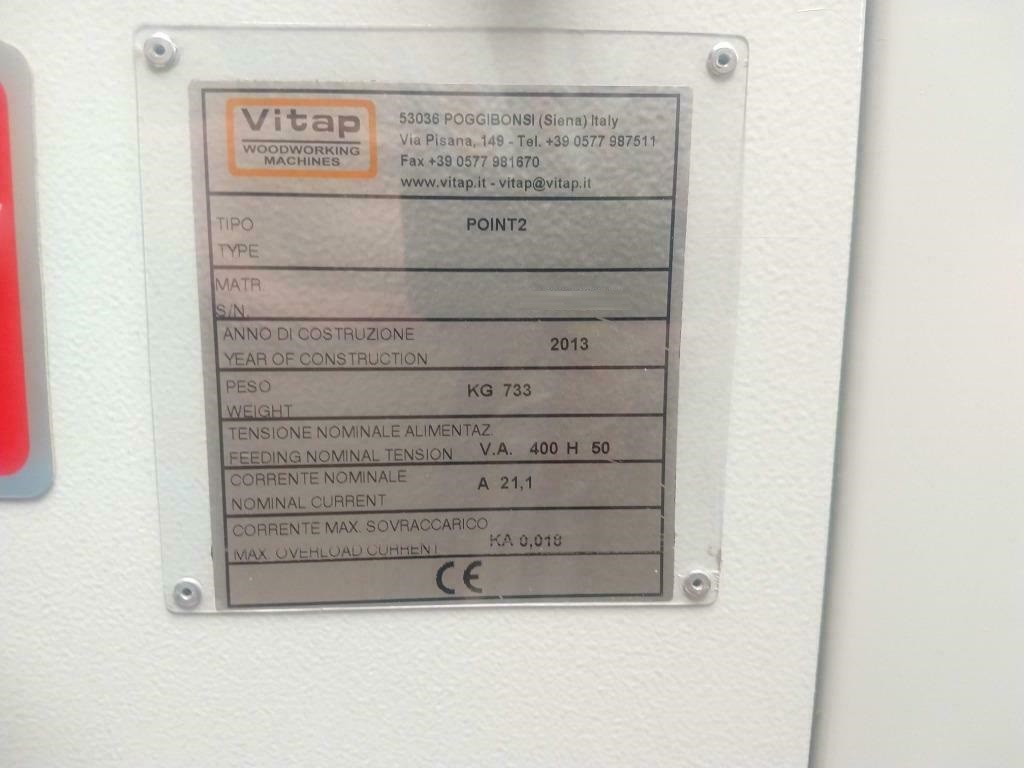 Vitap
WOODWORKING
MACHINES
53036 POGGIBONSI (Siena) Italy
Via Pisana, 149 - Tel. +39 0577 987511
Fax +39 0577 981670
www.vitap.it - vitap@vitap.it
TIPO
TYPE
POINT2
MATR.
S/N.
ANNO DI COSTRUZIONE
YEAR OF CONSTRUCTION
2013
PESO
WEIGHT
KG 733
TENSIONE NOMINALE ALIMENTAZ.
FEEDING NOMINAL TENSION
V.A. 400 H 50
CORRENTE NOMINALE
NOMINAL CURRENT
A 21,1
CORRENTE MAX. SOVRACCARICO
MAX. OVERLOAD CURRENT
KA 0,018
CE